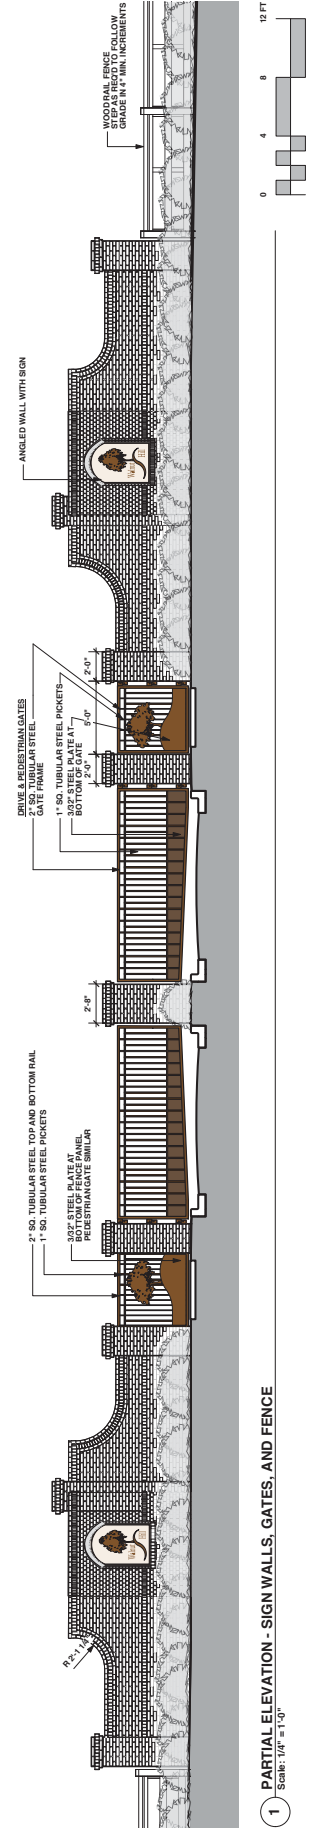 R 2'-1 1/4"
2" SQ. TUBULAR STEEL TOP AND BOTTOM RAIL
1" SQ. TUBULAR STEEL PICKETS
3/32" STEEL PLATE AT
BOTTOM OF FENCE PANEL
PEDESTRIAN GATE SIMILAR
2'-8"
DRIVE & PEDESTRIAN GATES
2" SQ. TUBULAR STEEL
GATE FRAME
1" SQ. TUBULAR STEEL PICKETS
3/32" STEEL PLATE AT
BOTTOM OF GATE
2'-0"
5'-0"
2'-0"
ANGLED WALL WITH SIGN
WOOD RAIL FENCE
STEP AS REQ'D TO FOLLOW
GRADE IN 4" MIN. INCREMENTS
Walnut
Hill
Walnut
Hill
1
PARTIAL ELEVATION - SIGN WALLS, GATES, AND FENCE
Scale: 1/4" = 1'-0"
0
4
8
12 FT